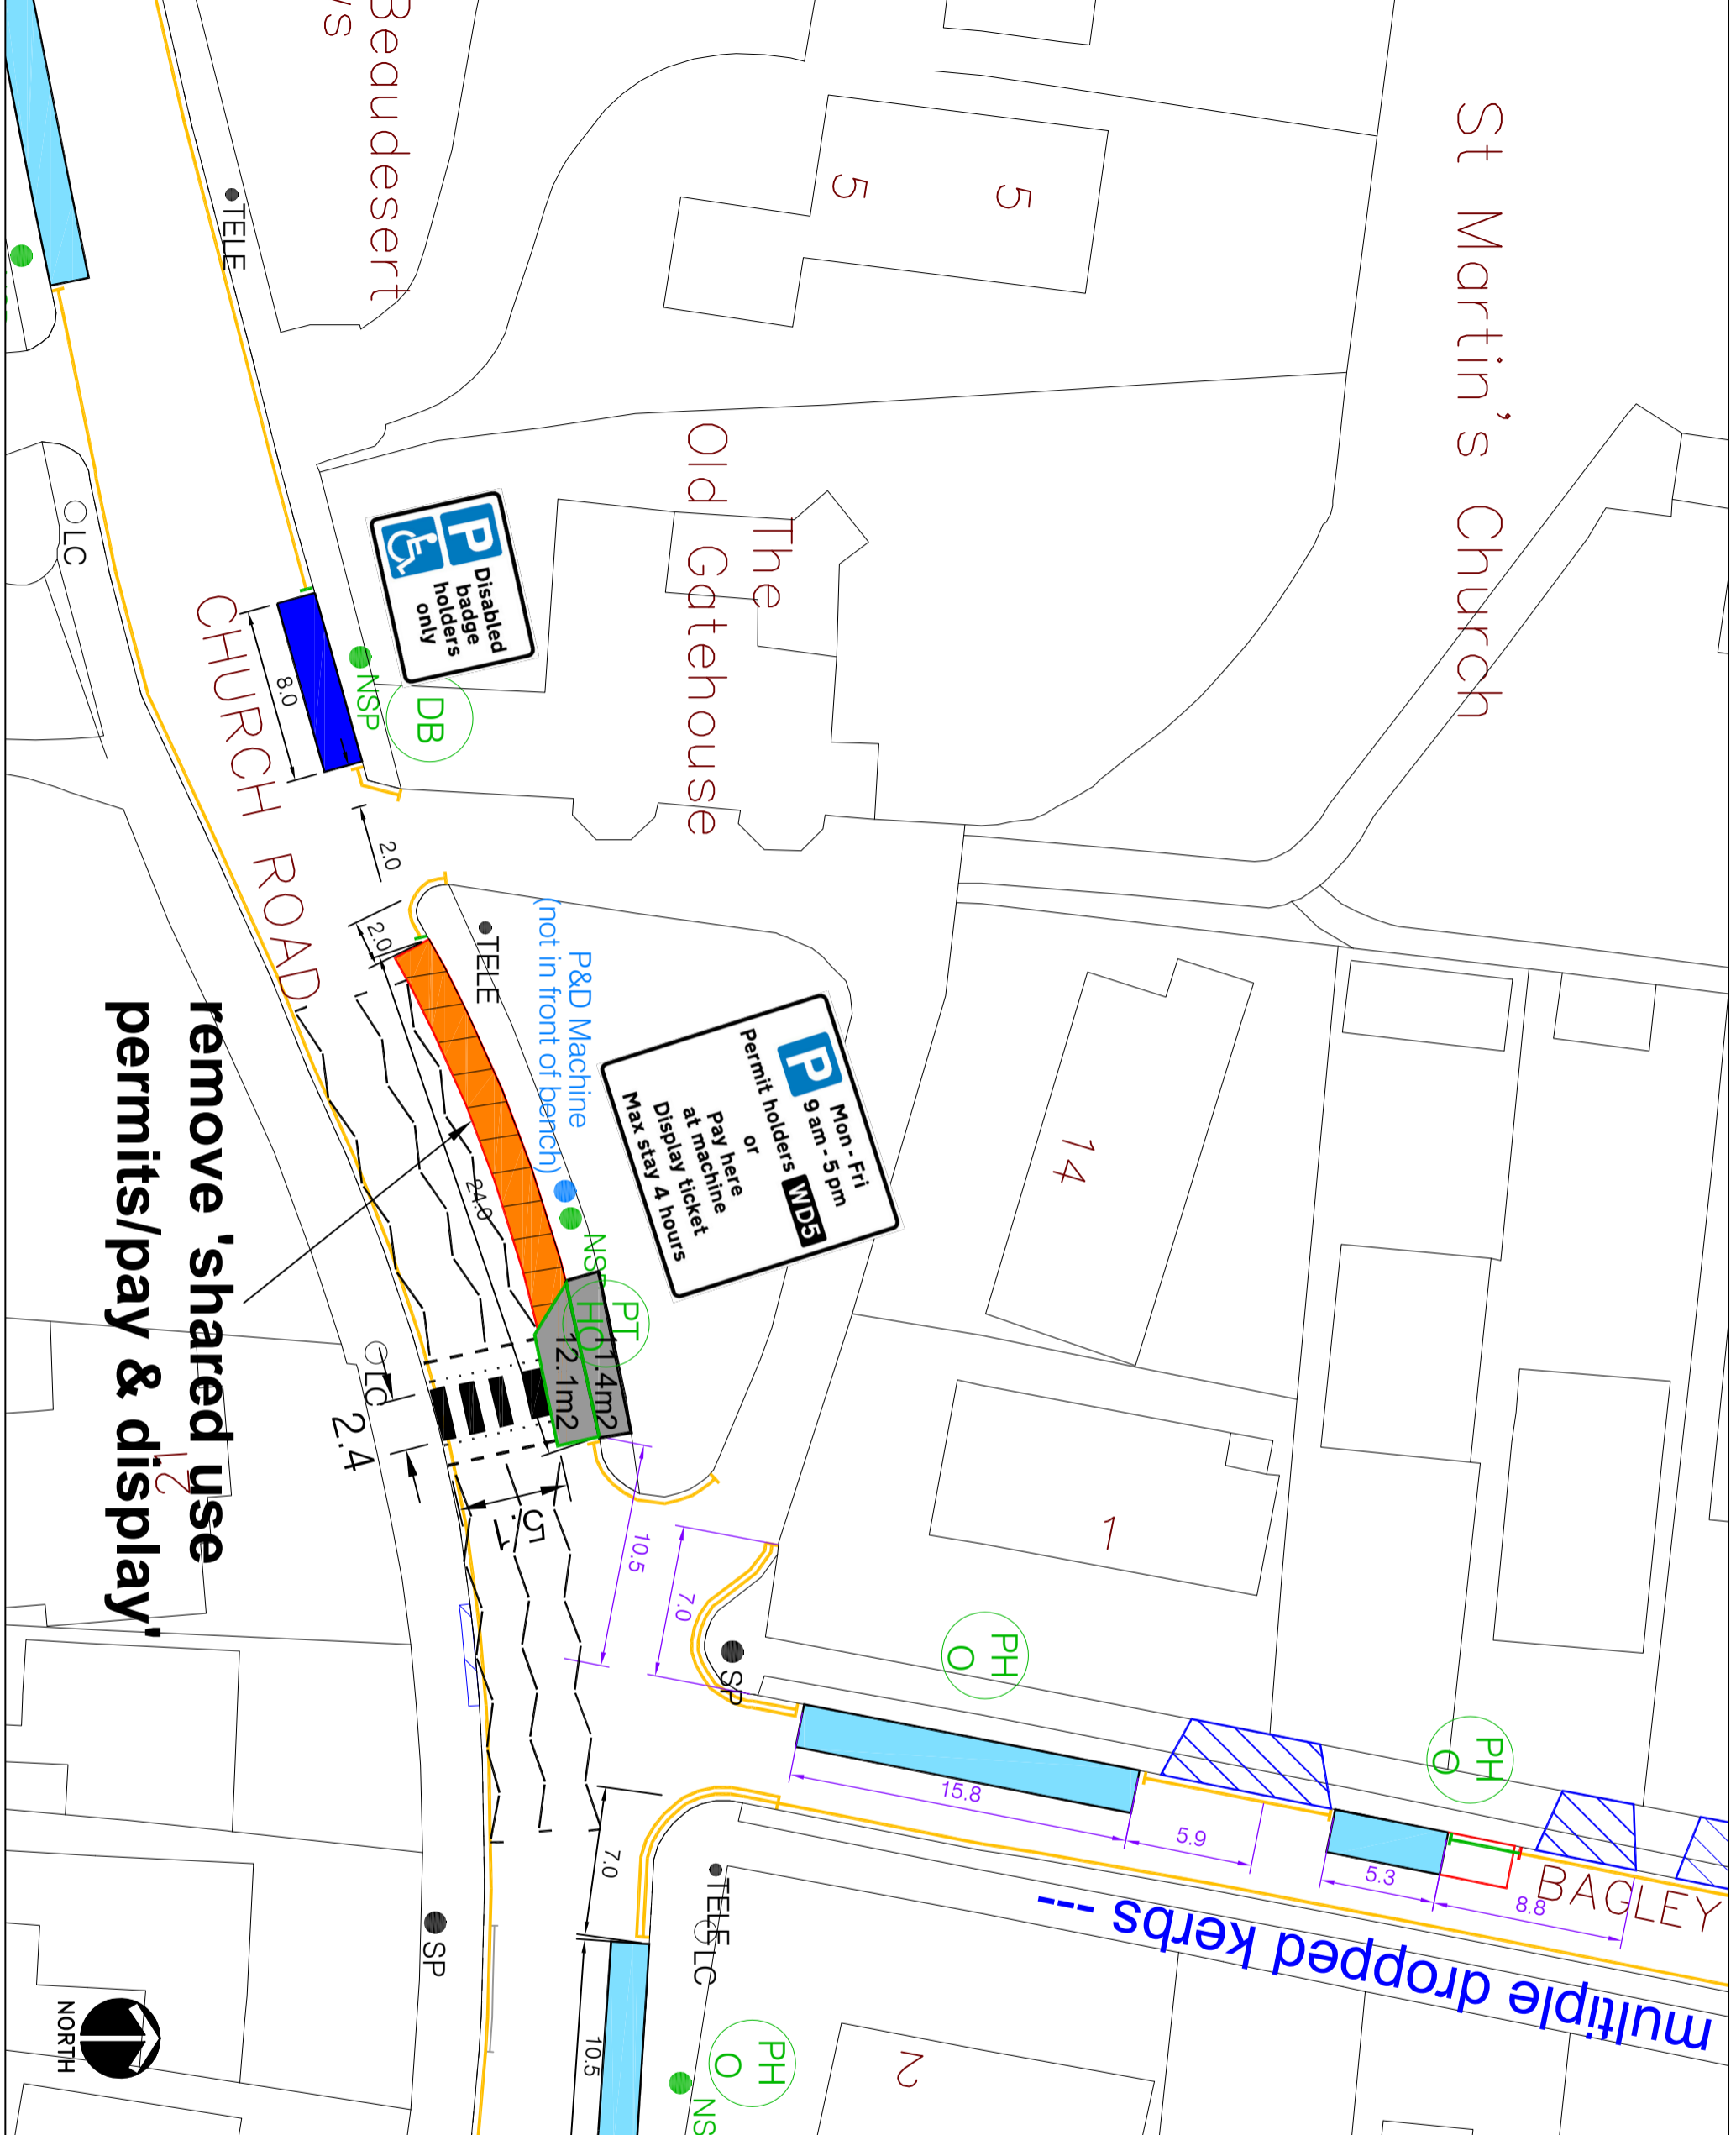 Beaudesert
TELE
5
5
St Martin's Church
The
Old Gatehouse
LC
P Disabled
badge
holders
only
NSP
DB
8.0
2.0
CHURCH ROAD
2.0
TELE
P&D Machine
(not in front of bench)
24.0
P Mon - Fri
9 am - 5 pm
Permit holders WD5
or
Pay here
at machine
Display ticket
Max stay 4 hours
PT
HO
11.4m2
12.1m2
remove 'shared use
permits/pay & display'
12
LC
2.4
5.1
14
1
10.5
7.0
SP
PH
O
PH
O
15.8
5.9
5.3
8.8
BAGLEY
multiple dropped kerbs ---
7.0
TELE
LC
SP
10.5
PH
O
2
NS
NORTH